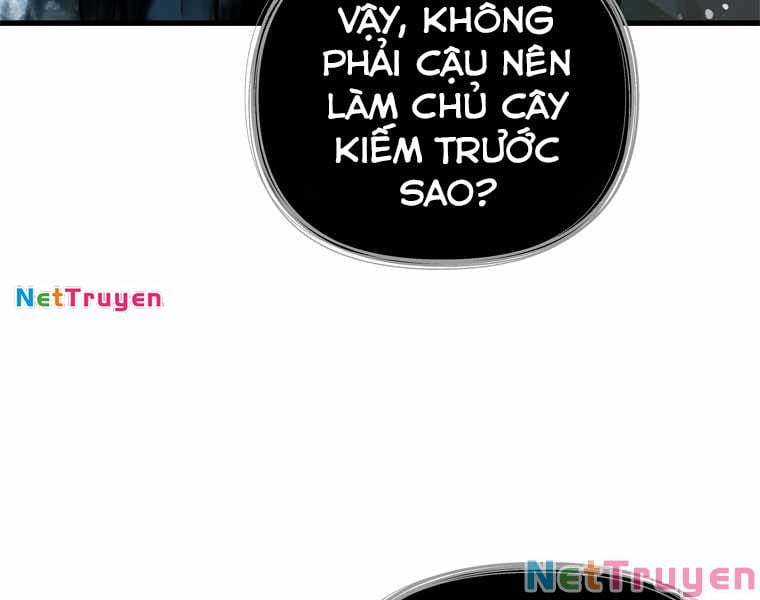 VẬY, KHÔNG
PHẢI CẬU NÊN
LÀM CHỦ CÂY
KIẾM TRƯỚC
SAO?
NetTruyen
NetTruyen